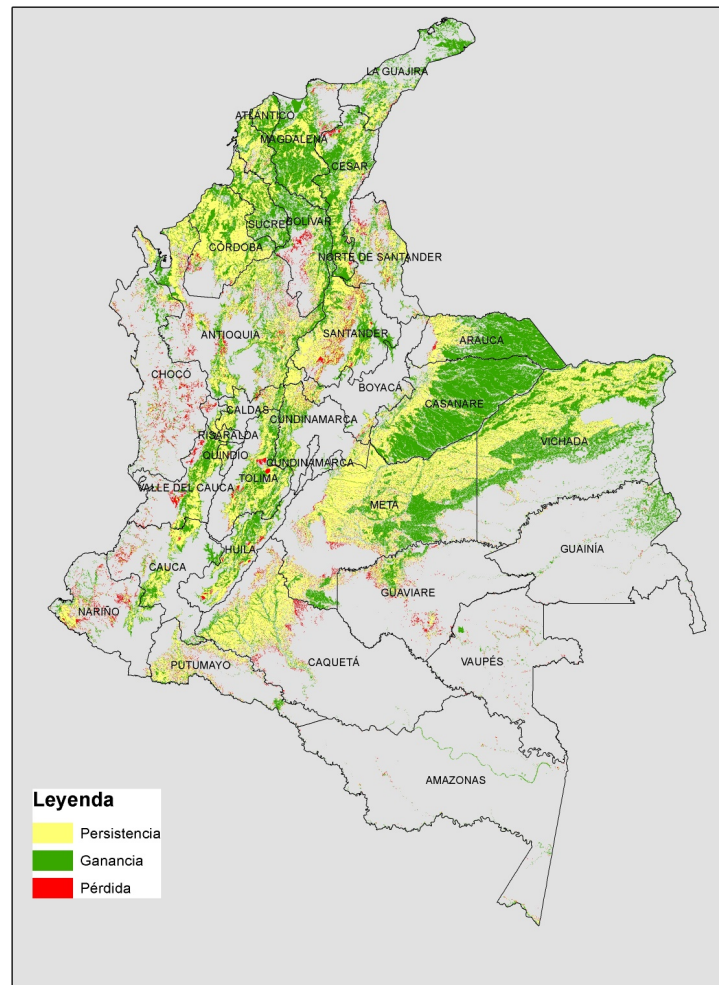 LA GUAJIRA
ATLÁNTICO
MAGDALENA
CESAR
SUCRE
BOLÍVAR
CÓRDOBA
NORTE DE SANTANDER
ANTIOQUIA
SANTANDER
ARAUCA
CHOCÓ
BOYACÁ
CASANARE
CALDAS
CUNDINAMARCA
RISARALDA
VICHADA
QUINDÍO
CUNDINAMARCA
TOLIMA
VALLE DEL CAUCA
META
GUAINÍA
HUILA
CAUCA
GUAVIARE
NARIÑO
VAUPÉS
PUTUMAYO
CAQUETÁ
AMAZONAS
Leyenda
Persistencia
Ganancia
Pérdida